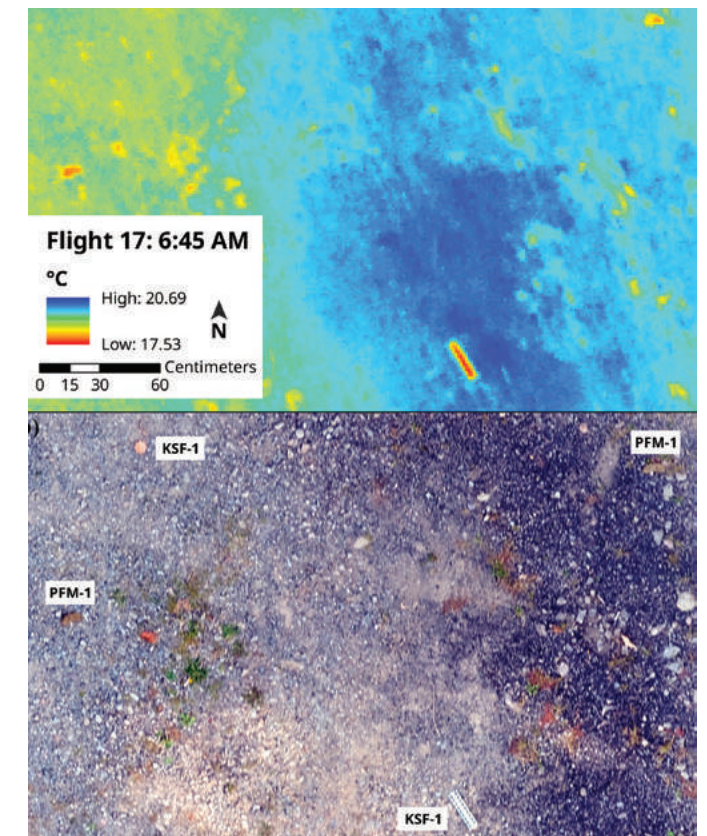 Flight 17: 6:45 AM
°C
High: 20.69
Low: 17.53
N
Centimeters
0 15 30 60
)
KSF-1
PFM-1
PFM-1
KSF-1